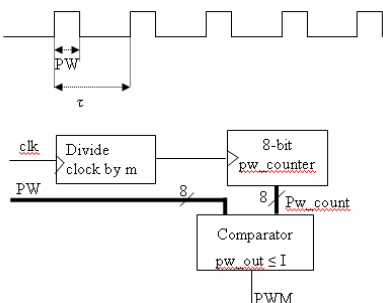 PW
τ
clk
Divide
clock by m
8-bit
pw_counter
PW
8
8
Pw_count
Comparator
pw_out ≤ I
PWM